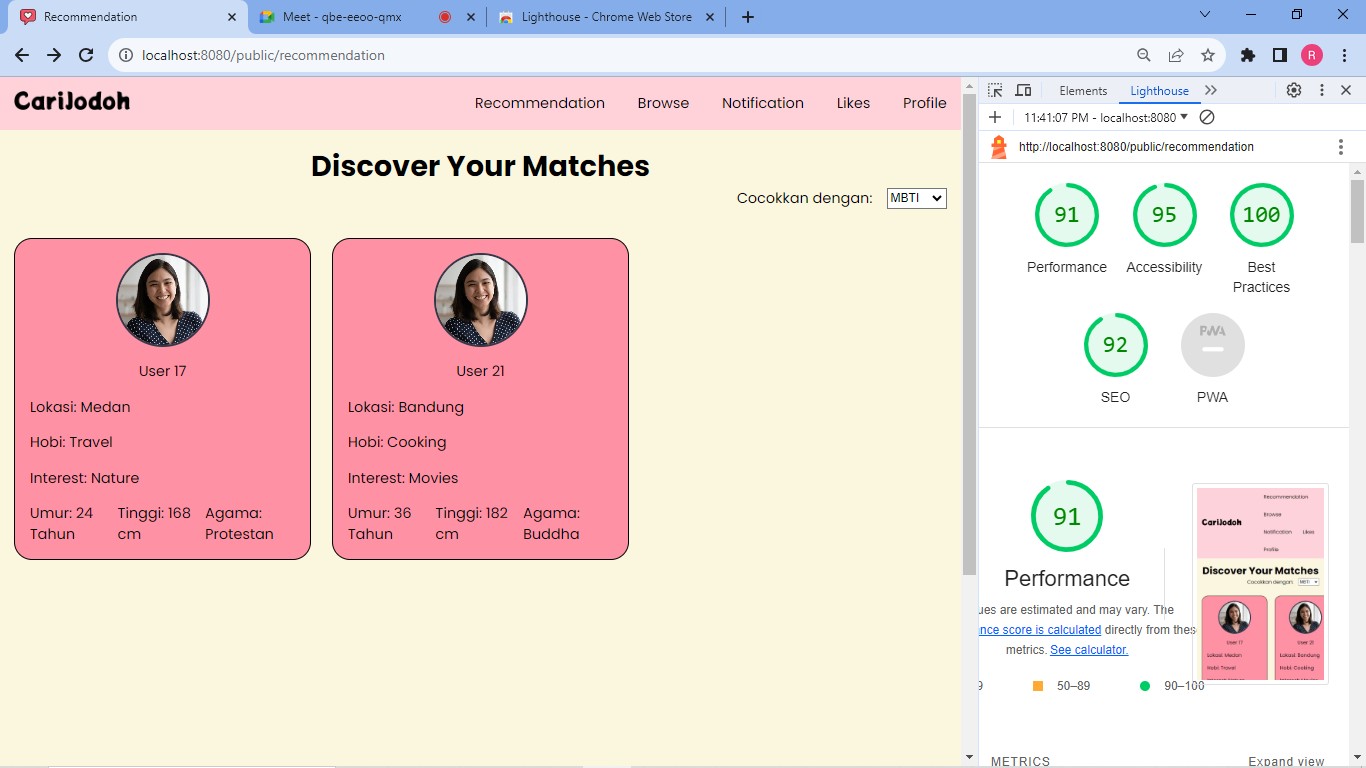 Recommendation
Meet - qbe-eeoo-qmx
Lighthouse - Chrome Web Store
localhost:8080/public/recommendation
R
CariJodoh
Recommendation
Browse
Notification
Likes
Profile
Discover Your Matches
Cocokkan dengan:
MBTI
User 17
Lokasi: Medan
Hobi: Travel
Interest: Nature
Umur: 24 Tahun
Tinggi: 168 cm
Agama: Protestan
User 21
Lokasi: Bandung
Hobi: Cooking
Interest: Movies
Umur: 36 Tahun
Tinggi: 182 cm
Agama: Buddha
Elements
Lighthouse
11:41:07 PM - localhost:8080
http://localhost:8080/public/recommendation
91
Performance
95
Accessibility
100
Best
Practices
92
SEO
PWA
PWA
91
Performance
ues are estimated and may vary. The
nce score is calculated directly from thes
metrics. See calculator.
9
50–89
90–100
Recommendation
Browse
Notification
Likes
Profile
CariJodoh
Discover Your Matches
Cocokkan dengan:
MBTI
User 17
Lokasi: Medan
Hobi: Travel
User 21
Lokasi: Bandung
Hobi: Cooking
METRICS
Expand view